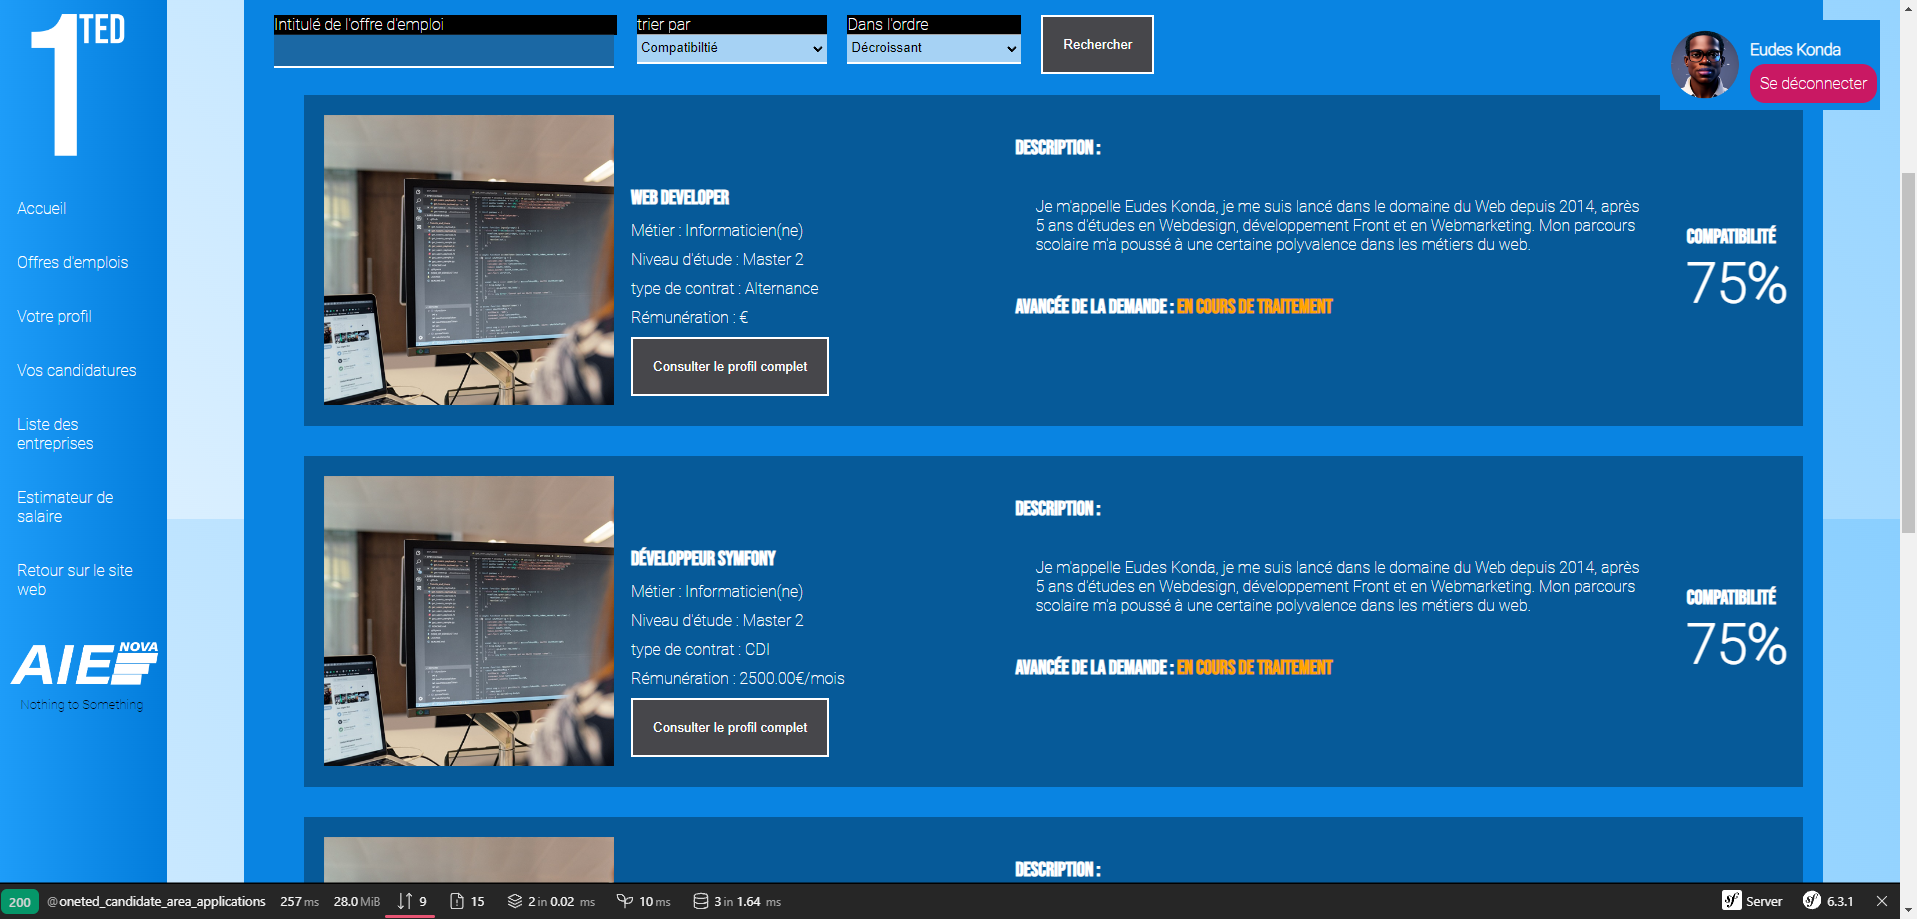 1TED
Accueil
Offres d'emplois
Votre profil
Vos candidatures
Liste des
entreprises
Estimateur de
salaire
Retour sur le site
web
AIE NOVA
Nothing to Something
Intitulé de l'offre d'emploi
trier par
Compatibiltié
Dans l'ordre
Décroissant
Rechercher
Eudes Konda
Se déconnecter
WEB DEVELOPER
Métier : Informaticien(ne)
Niveau d'étude : Master 2
type de contrat : Alternance
Rémunération : €
Consulter le profil complet
DESCRIPTION :
Je m'appelle Eudes Konda, je me suis lancé dans le domaine du Web depuis 2014, après
5 ans d'études en Webdesign, développement Front et en Webmarketing. Mon parcours
scolaire m'a poussé à une certaine polyvalence dans les métiers du web.
AVANCÉE DE LA DEMANDE : EN COURS DE TRAITEMENT
COMPATIBILITÉ
75%
DÉVELOPPEUR SYMFONY
Métier : Informaticien(ne)
Niveau d'étude : Master 2
type de contrat : CDI
Rémunération : 2500.00€/mois
Consulter le profil complet
DESCRIPTION :
Je m'appelle Eudes Konda, je me suis lancé dans le domaine du Web depuis 2014, après
5 ans d'études en Webdesign, développement Front et en Webmarketing. Mon parcours
scolaire m'a poussé à une certaine polyvalence dans les métiers du web.
AVANCÉE DE LA DEMANDE : EN COURS DE TRAITEMENT
COMPATIBILITÉ
75%
DESCRIPTION :
200 @oneted_candidate_area_applications 257 ms 28.0 MiB 9 15 2 in 0.02 ms 10 ms 3 in 1.64 ms Server 6.3.1